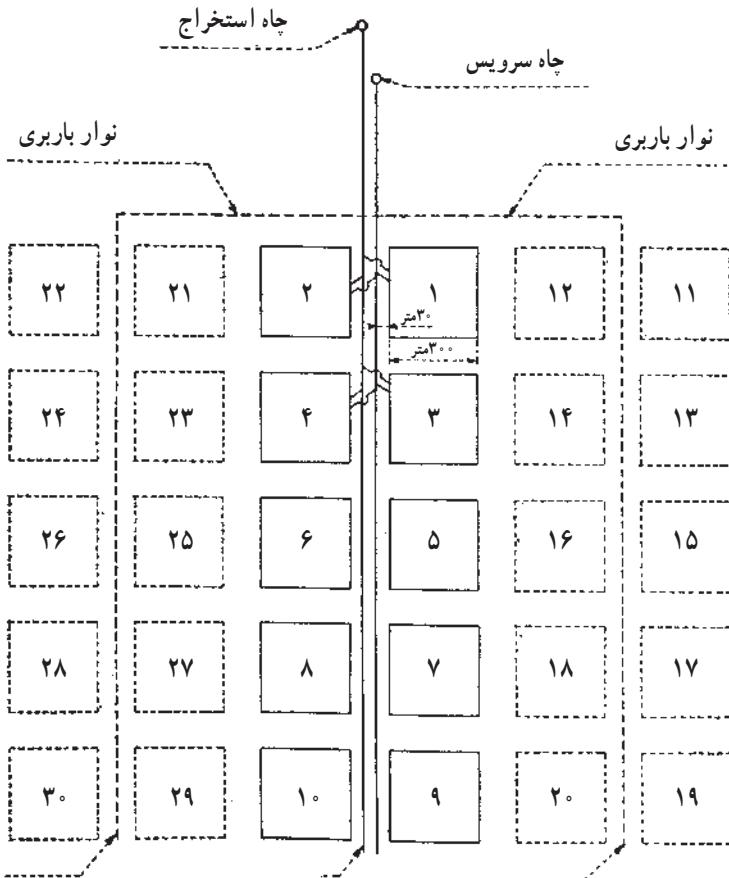 چاه استخراج
چاه سرویس
نوار باربری
نوار باربری
۲۲ ۲۱ ۲ ۱ ۱۲ ۱۱
۳۰متر
۳۰۰متر
۲۴ ۲۳ ۴ ۳ ۱۴ ۱۳
۲۶ ۲۵ ۶ ۵ ۱۶ ۱۵
۲۸ ۲۷ ۸ ۷ ۱۸ ۱۷
۳۰ ۲۹ ۱۰ ۹ ۲۰ ۱۹